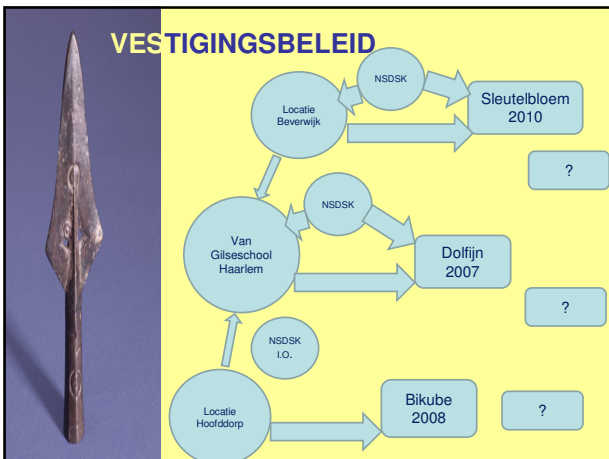 VESTIGINGSBELEID
NSDSK
Locatie
Beverwijk
Sleutelbloem
2010
?
NSDSK
Van
Gilseschool
Haarlem
Dolfijn
2007
?
NSDSK
I.O.
Locatie
Hoofddorp
Bikube
2008
?